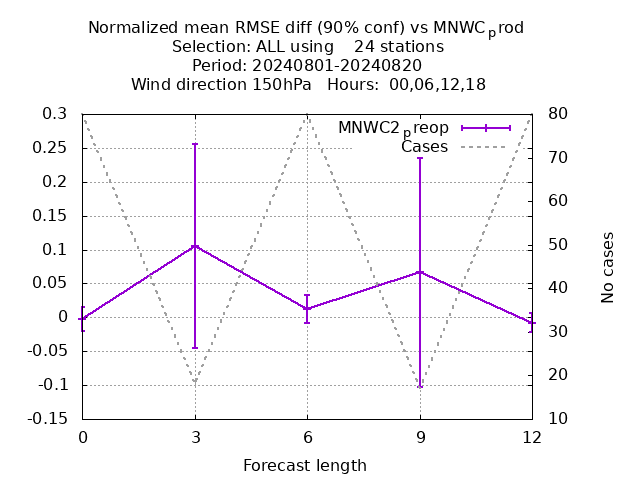 Normalized mean RMSE diff (90% conf) vs MNWCprod
Selection: ALL using    24 stations
Period: 20240801-20240820
Wind direction 150hPa   Hours:  00,06,12,18
MNWC2preop
Cases
0.3
0.25
0.2
0.15
0.1
0.05
0
-0.05
-0.1
-0.15
80
70
60
50
40
30
20
10
No cases
0 3 6 9 12
Forecast length